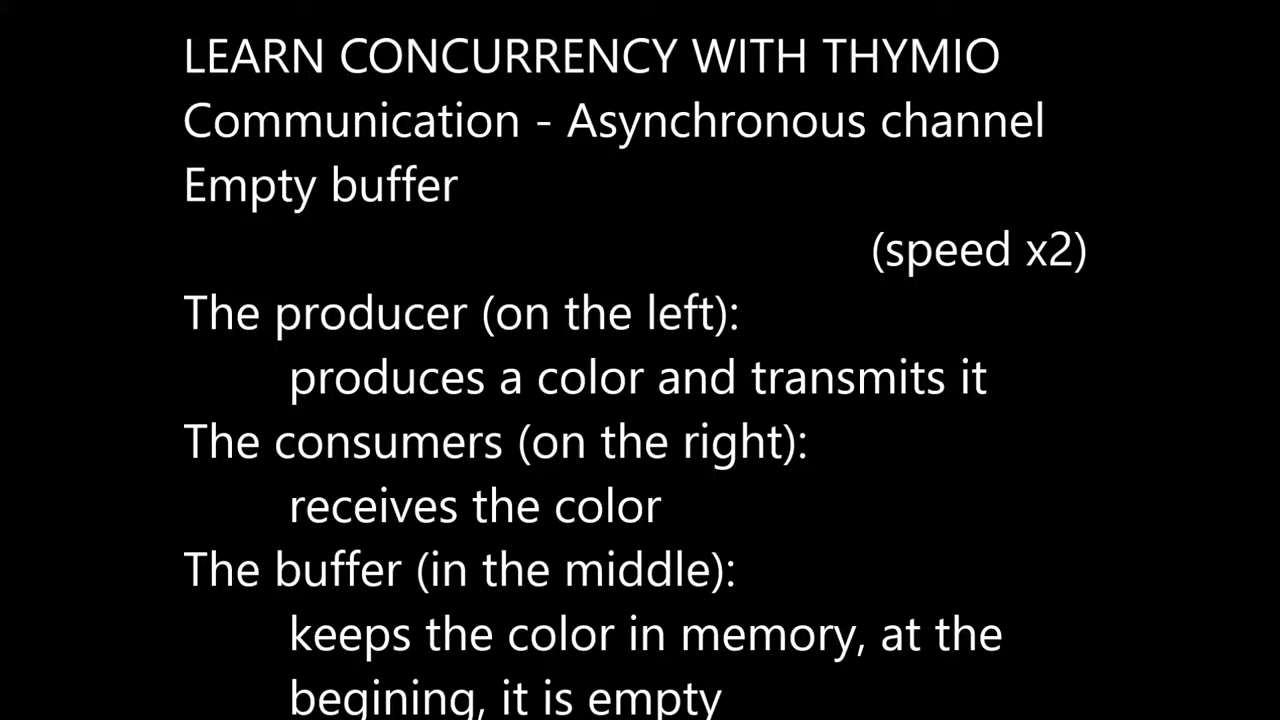 LEARN CONCURRENCY WITH THYMIO
Communication - Asynchronous channel
Empty buffer
(speed x2)
The producer (on the left):
produces a color and transmits it
The consumers (on the right):
receives the color
The buffer (in the middle):
keeps the color in memory, at the
begining, it is empty